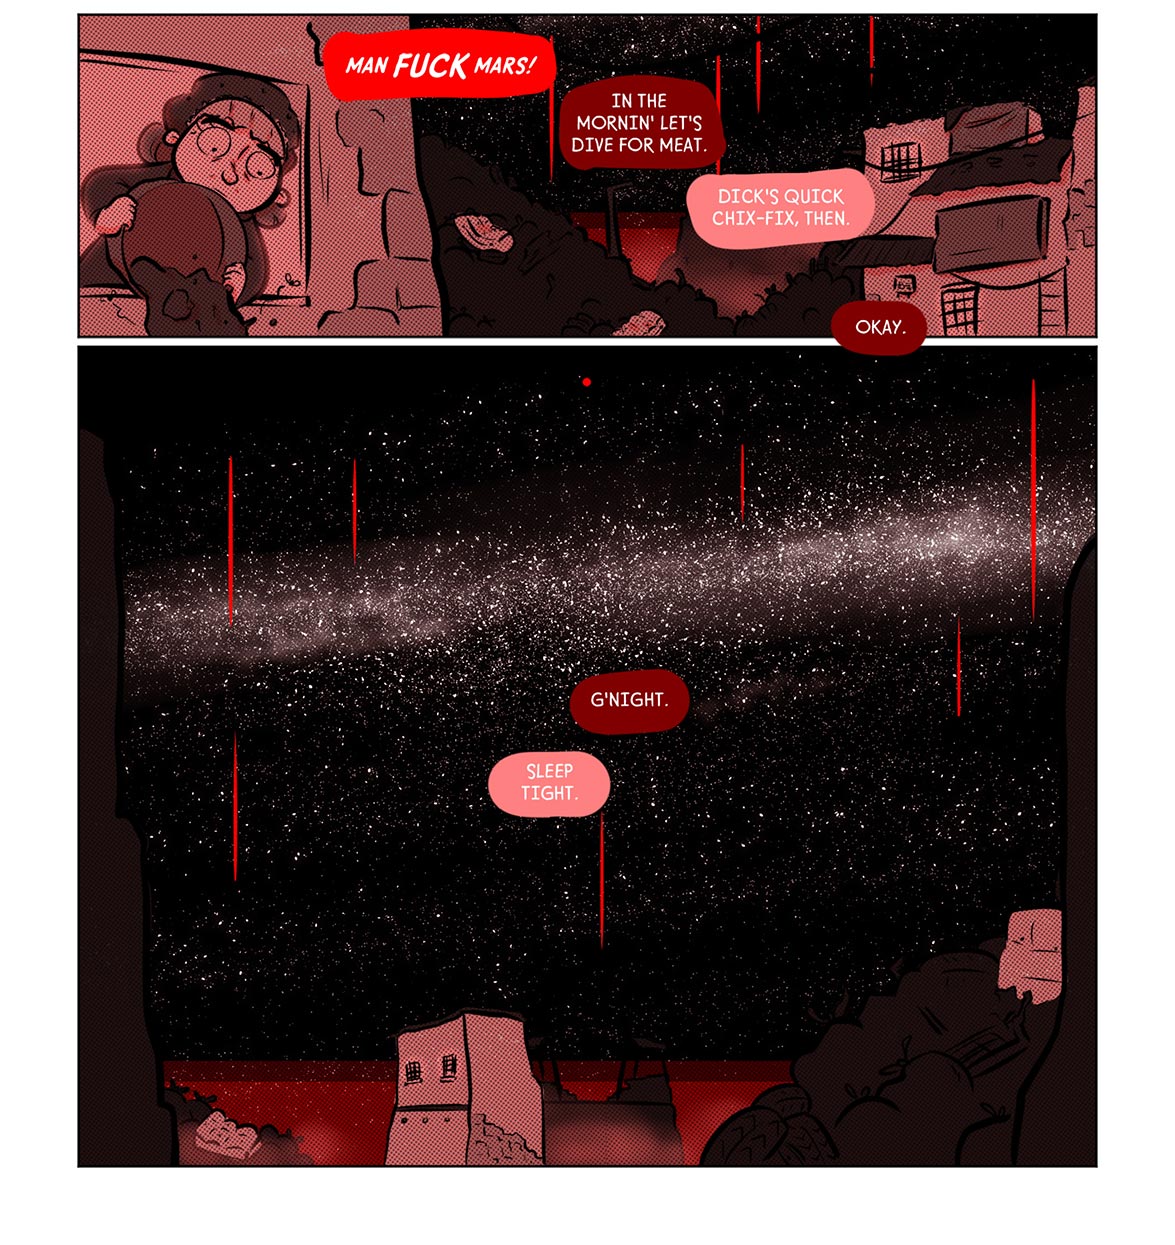 MAN FUCK MARS!
IN THE
MORNIN' LET'S
DIVE FOR MEAT.
DICK'S QUICK
CHIX-FIX, THEN.
OKAY.
G'NIGHT.
SLEEP
TIGHT.